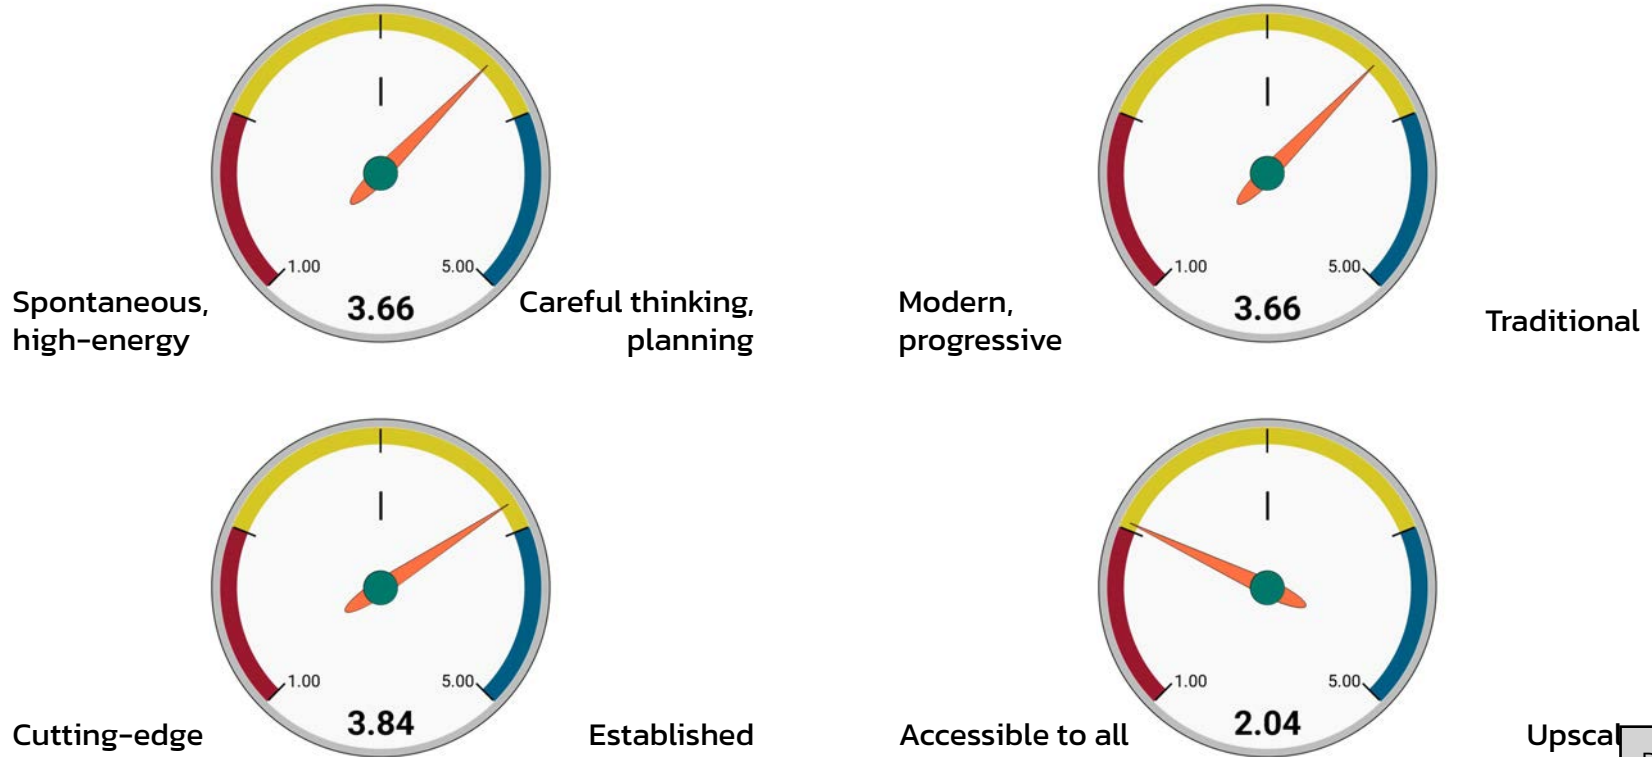 1.00
5.00
3.66
Spontaneous,
high-energy
Careful thinking,
planning
1.00
5.00
3.66
Modern,
progressive
Traditional
1.00
5.00
3.84
Cutting-edge
Established
1.00
5.00
2.04
Accessible to all
Upscal